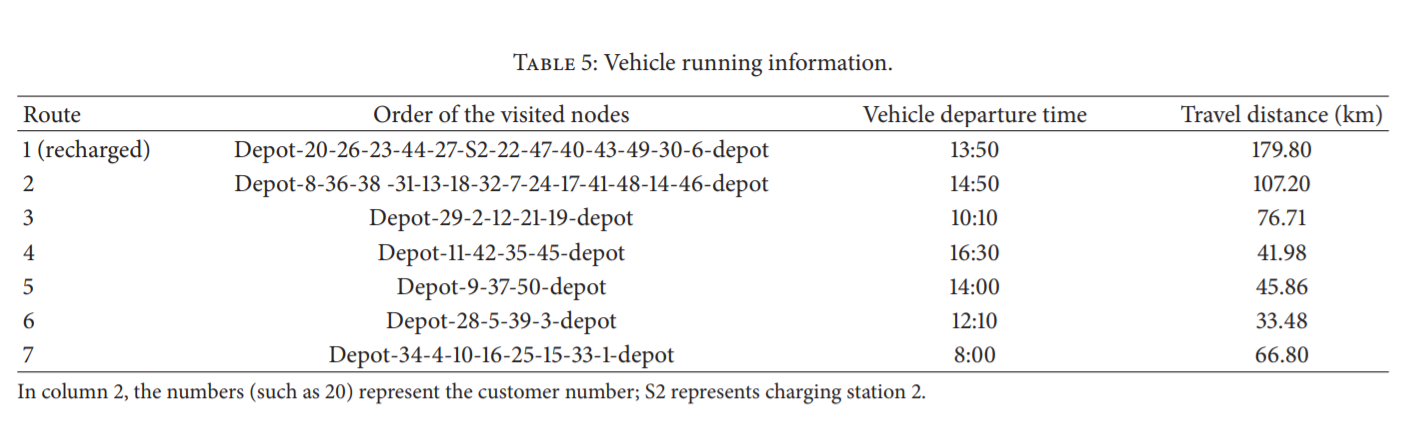 TABLE 5: Vehicle running information.
Route Order of the visited nodes Vehicle departure time Travel distance (km)
1 (recharged) Depot-20-26-23-44-27-S2-22-47-40-43-49-30-6-depot 13:50 179.80
2 Depot-8-36-38 -31-13-18-32-7-24-17-41-48-14-46-depot 14:50 107.20
3 Depot-29-2-12-21-19-depot 10:10 76.71
4 Depot-11-42-35-45-depot 16:30 41.98
5 Depot-9-37-50-depot 14:00 45.86
6 Depot-28-5-39-3-depot 12:10 33.48
7 Depot-34-4-10-16-25-15-33-1-depot 8:00 66.80
In column 2, the numbers (such as 20) represent the customer number; S2 represents charging station 2.